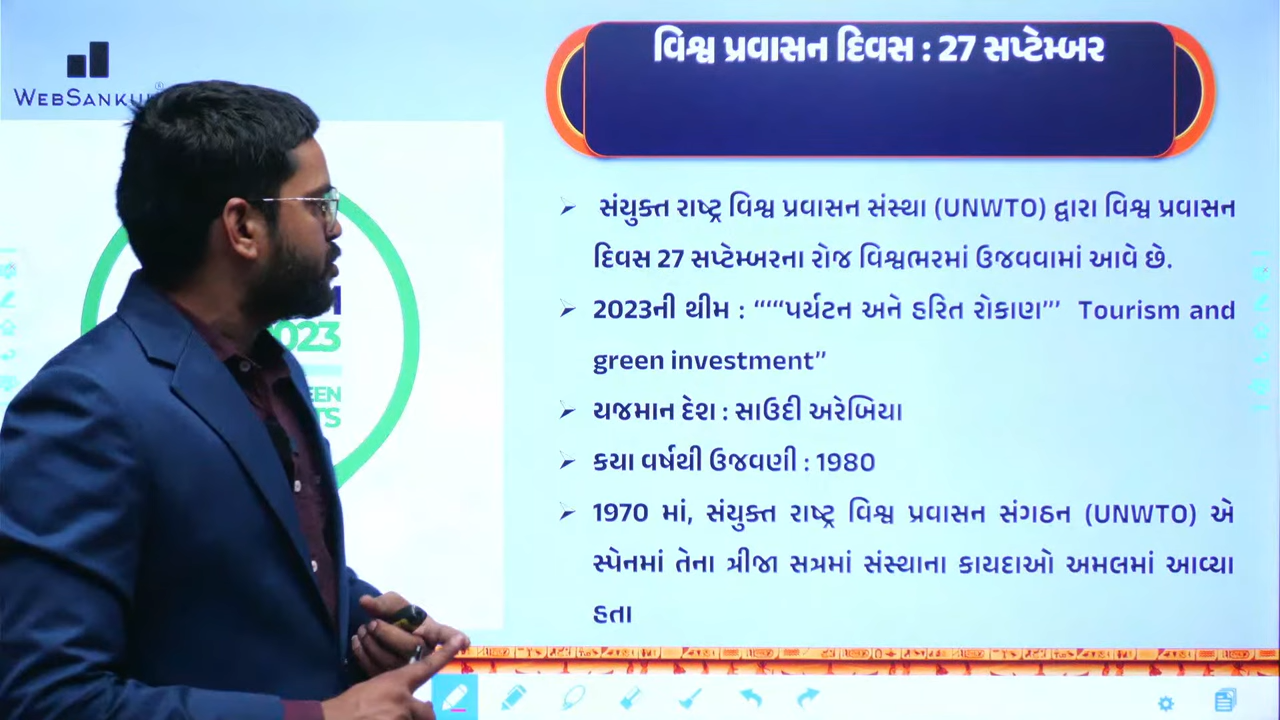 WEBSANKU
વિશ્વ પ્રવાસન દિવસ : 27 સપ્ટેમ્બર
2023
➢ સંયુક્ત રાષ્ટ્ર વિશ્વ પ્રવાસન સંસ્થા (UNWTO) દ્વારા વિશ્વ પ્રવાસન
દિવસ 27 સપ્ટેમ્બરના રોજ વિશ્વભરમાં ઉજવવામાં આવે છે.
➢ 2023ની થીમ : “““પર્યટન અને હરિત રોકાણ”’ Tourism and
green investment”
➢ યજમાન દેશ : સાઉદી અરેબિયા
➢ કયા વર્ષથી ઉજવણી : 1980
➢ 1970 માં, સંયુક્ત રાષ્ટ્ર વિશ્વ પ્રવાસન સંગઠન (UNWTO) એ
સ્પેનમાં તેના ત્રીજા સત્રમાં સંસ્થાના કાયદાઓ અમલમાં આવ્યા
હતા